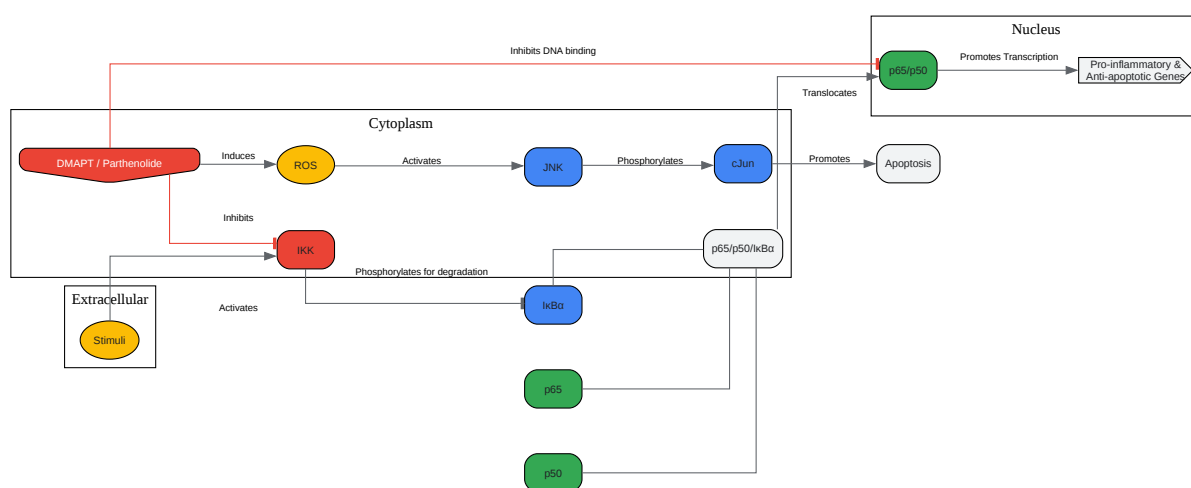 Nucleus
Inhibits DNA binding
p65/p50
Promotes Transcription
Pro-inflammatory &
Anti-apoptotic Genes
Translocates
Cytoplasm
DMAPT / Parthenolide
Induces
ROS
Activates
JNK
Phosphorylates
cJun
Promotes
Apoptosis
Inhibits
IKK
p65/p50/IκBα
Phosphorylates for degradation
Extracellular
Activates
IκBα
Stimuli
p65
p50